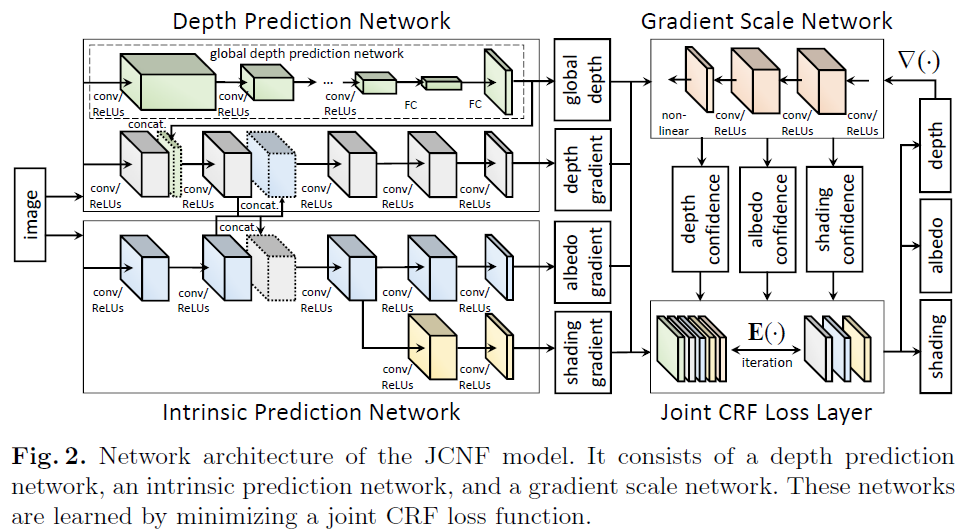 Depth Prediction Network
Gradient Scale Network
global depth prediction network
conv/
ReLUs
conv/
ReLUs
...
...
conv/
ReLUs
FC
FC
concat.
conv/
ReLUs
conv/
ReLUs
conv/
ReLUs
conv/
ReLUs
conv/
ReLUs
concat.
image
concat.
conv/
ReLUs
conv/
ReLUs
conv/
ReLUs
conv/
ReLUs
conv/
ReLUs
conv/
ReLUs
conv/
ReLUs
Intrinsic Prediction Network
global
depth
depth
gradient
albedo
gradient
shading
gradient
non-
linear
conv/
ReLUs
conv/
ReLUs
conv/
ReLUs
∇(·)
depth
confidence
albedo
confidence
shading
confidence
depth
albedo
shading
E(·)
iteration
Joint CRF Loss Layer
Fig. 2. Network architecture of the JCNF model. It consists of a depth prediction
network, an intrinsic prediction network, and a gradient scale network. These networks
are learned by minimizing a joint CRF loss function.